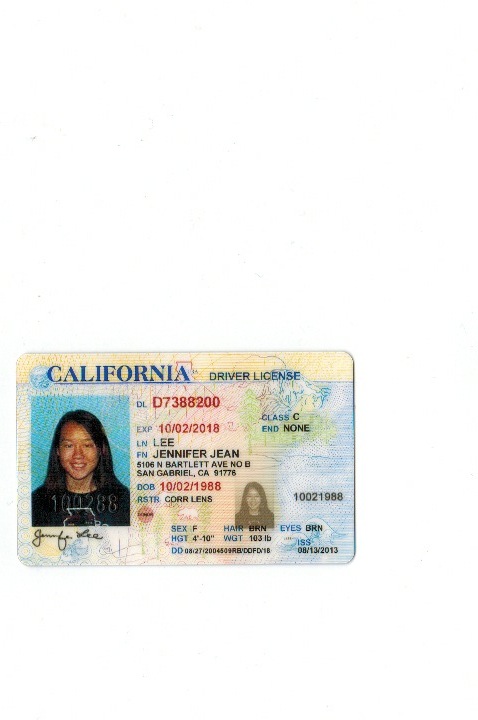 CALIFORNIA DRIVER LICENSE
DL D7388200
CLASS C
EXP 10/02/2018 END NONE
LN LEE
FN JENNIFER JEAN
5106 N BARTLETT AVE NO B
SAN GABRIEL, CA 91776
DOB 10/02/1988
RSTR CORR LENS 10021988
100288
DONOR
SEX F HAIR BRN EYES BRN
HGT 4'-10" WGT 103 lb ISS
DD 08/27/2004509RB/DDFD/18 08/13/2013
Jennifer Lee